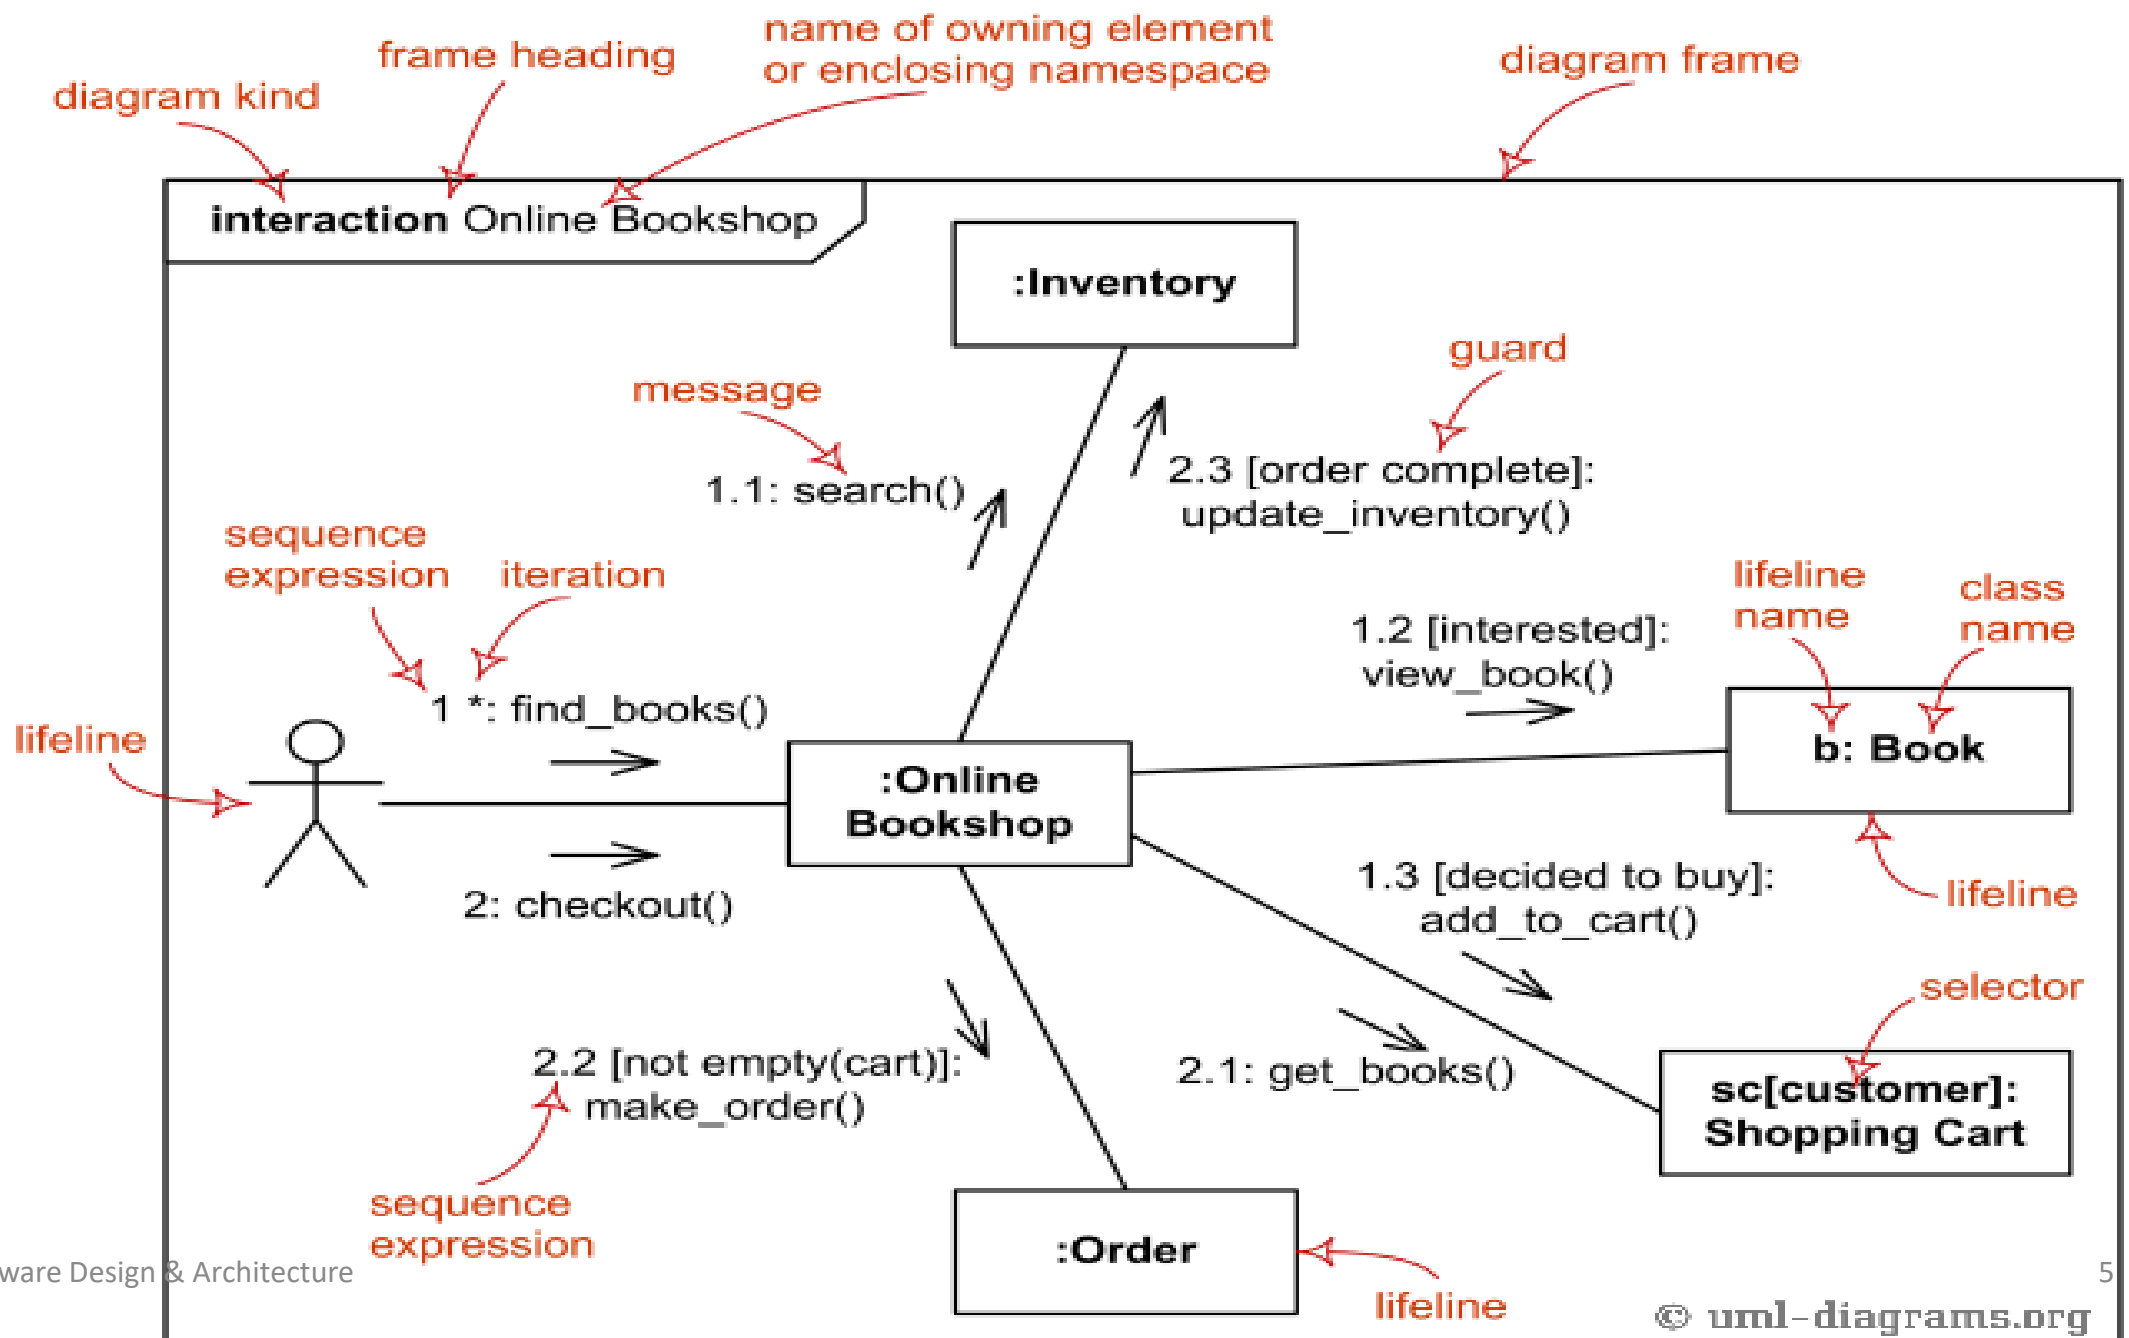 name of owning element
or enclosing namespace
frame heading
diagram frame
diagram kind
interaction Online Bookshop
:Inventory
guard
message
2.3 [order complete]:
update_inventory()
1.1: search()
sequence
expression
iteration
lifeline
name
class
name
1.2 [interested]:
view_book()
1 *: find_books()
lifeline
:Online
Bookshop
b: Book
2: checkout()
1.3 [decided to buy]:
add_to_cart()
lifeline
selector
2.2 [not empty(cart)]:
make_order()
2.1: get_books()
sc[customer]:
Shopping Cart
sequence
expression
:Order
lifeline
ware Design & Architecture
5
© uml-diagrams.org